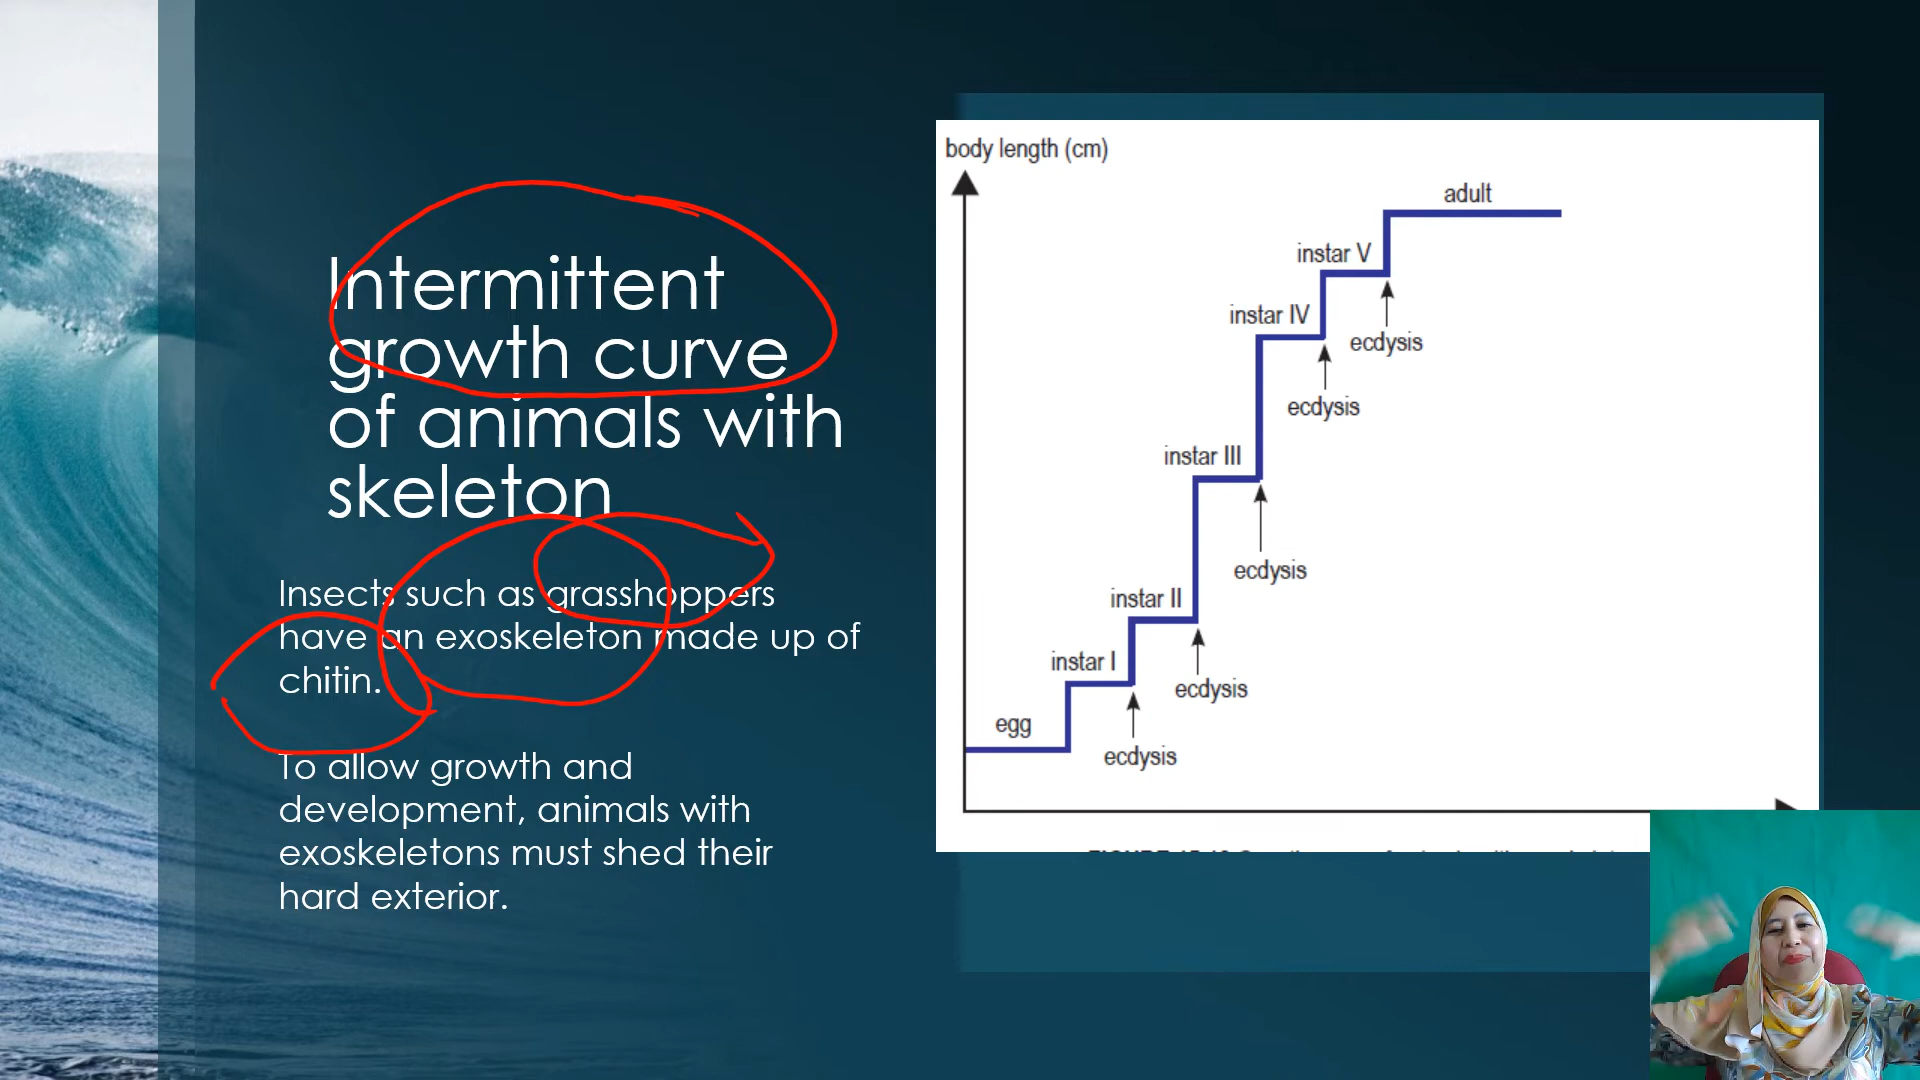 Intermittent
growth curve
of animals with
skeleton
Insects such as grasshoppers
have an exoskeleton made up of
chitin.
To allow growth and
development, animals with
exoskeletons must shed their
hard exterior.
body length (cm)
adult
instar V
ecdysis
instar IV
ecdysis
instar III
ecdysis
instar II
ecdysis
instar I
ecdysis
egg